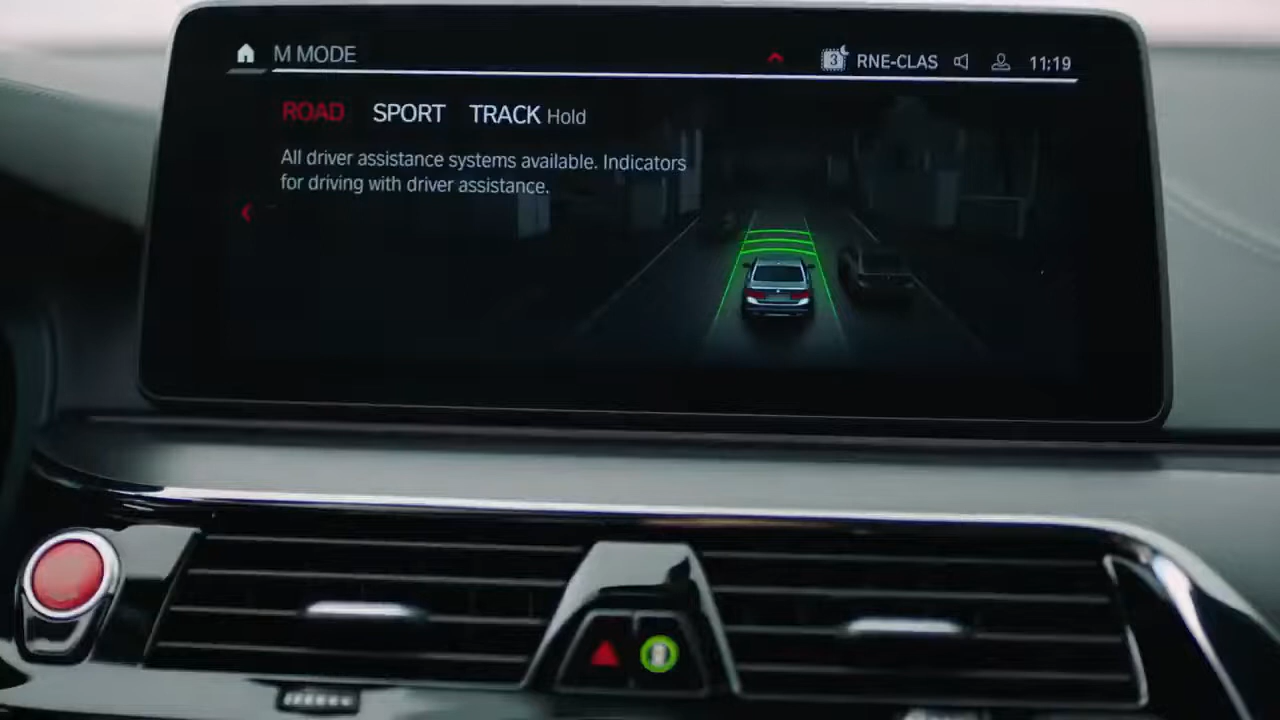 M MODE
3 RNE-CLAS 11:19
ROAD SPORT TRACK Hold
All driver assistance systems available. Indicators
for driving with driver assistance.